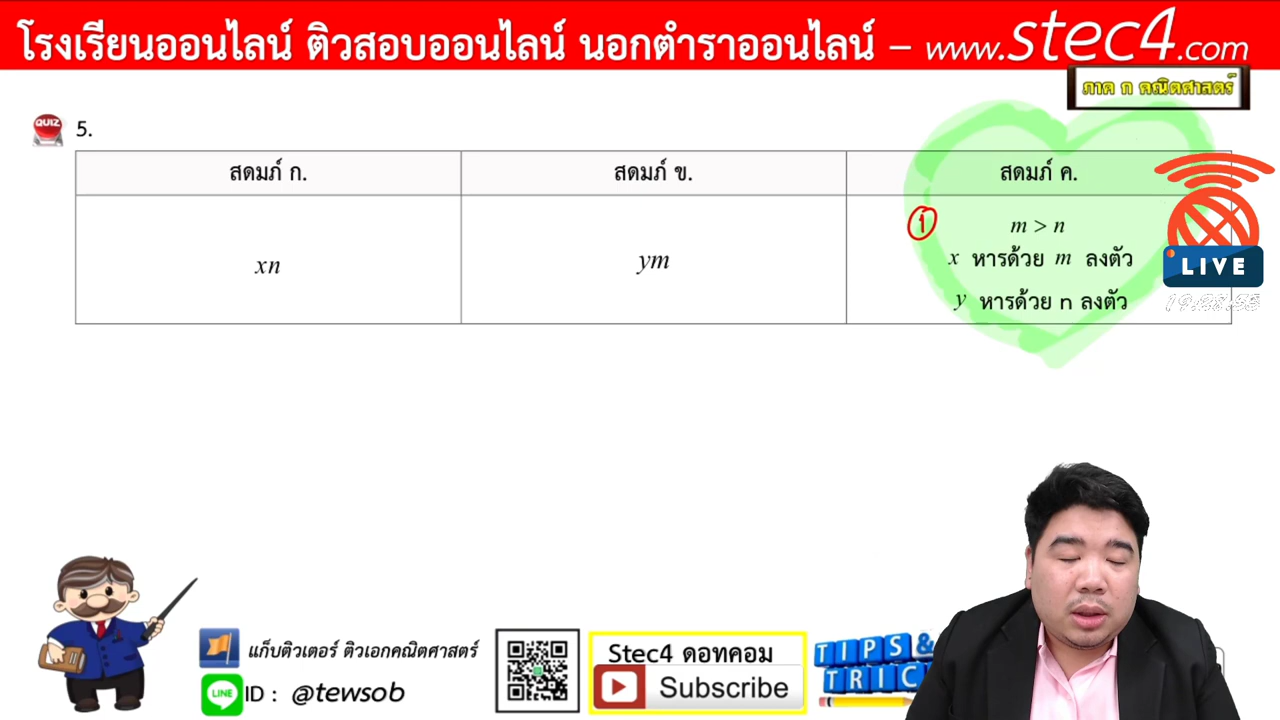 โรงเรียนออนไลน์ ติวสอบออนไลน์ นอกตำราออนไลน์ – www.stec4.com
ภาค ก คณิตศาสตร์
QUIZ 5.
สดมภ์ ก. สดมภ์ ข. สดมภ์ ค.
xn ym ① m > n
x หารด้วย m ลงตัว
y หารด้วย n ลงตัว
LIVE
แก็บติวเตอร์ ติวเอกคณิตศาสตร์
LINE ID : @tewsob
Stec4 ดอทคอม
Subscribe
TIPS &